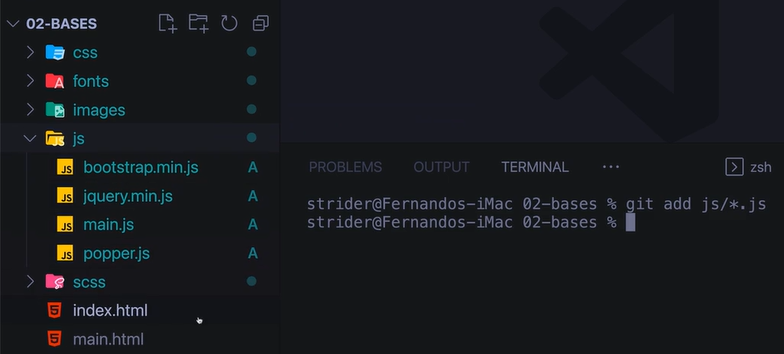 02-BASES
css
fonts
images
js
bootstrap.min.js A
jquery.min.js A
main.js A
popper.js A
scss
index.html
main.html
PROBLEMS OUTPUT TERMINAL ··· zsh
strider@Fernandos-iMac 02-bases % git add js/*.js
strider@Fernandos-iMac 02-bases %